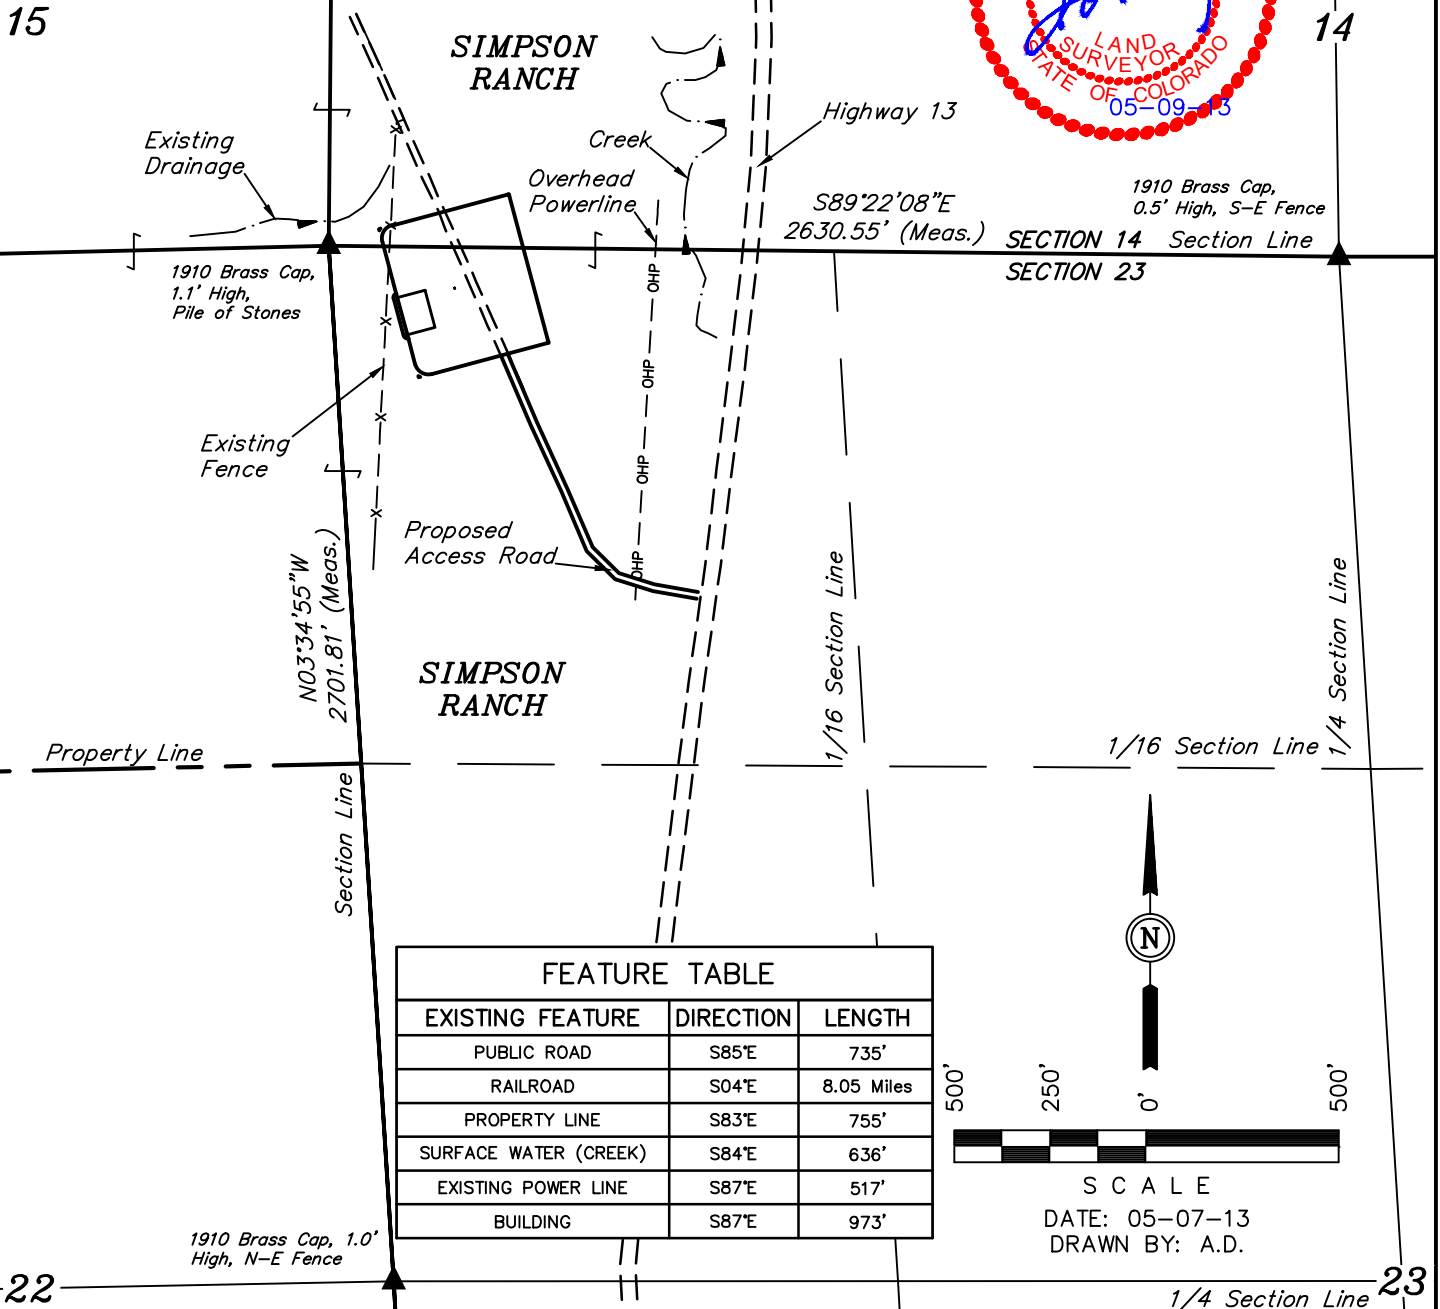 15
SIMPSON
RANCH
LAND
SURVEYOR
STATE OF COLORADO
05-09-13
14
Highway 13
Existing
Drainage
Creek
Overhead
Powerline
S89°22'08"E
2630.55' (Meas.)
1910 Brass Cap,
0.5' High, S-E Fence
SECTION 14
Section Line
SECTION 23
1910 Brass Cap,
1.1' High,
Pile of Stones
x
x
x
x
x
OHP
OHP
OHP
OHP
Existing
Fence
Proposed
Access Road
N03°34'55"W
2701.81' (Meas.)
1/16 Section Line
1/4 Section Line
SIMPSON
RANCH
Property Line
1/16 Section Line
Section Line
N
FEATURE TABLE
EXISTING FEATURE DIRECTION LENGTH
PUBLIC ROAD S85°E 735'
RAILROAD S04°E 8.05 Miles
PROPERTY LINE S83°E 755'
SURFACE WATER (CREEK) S84°E 636'
EXISTING POWER LINE S87°E 517'
BUILDING S87°E 973'
500' 250' 0' 500'
SCALE
DATE: 05-07-13
DRAWN BY: A.D.
1910 Brass Cap, 1.0'
High, N-E Fence
22
23
1/4 Section Line